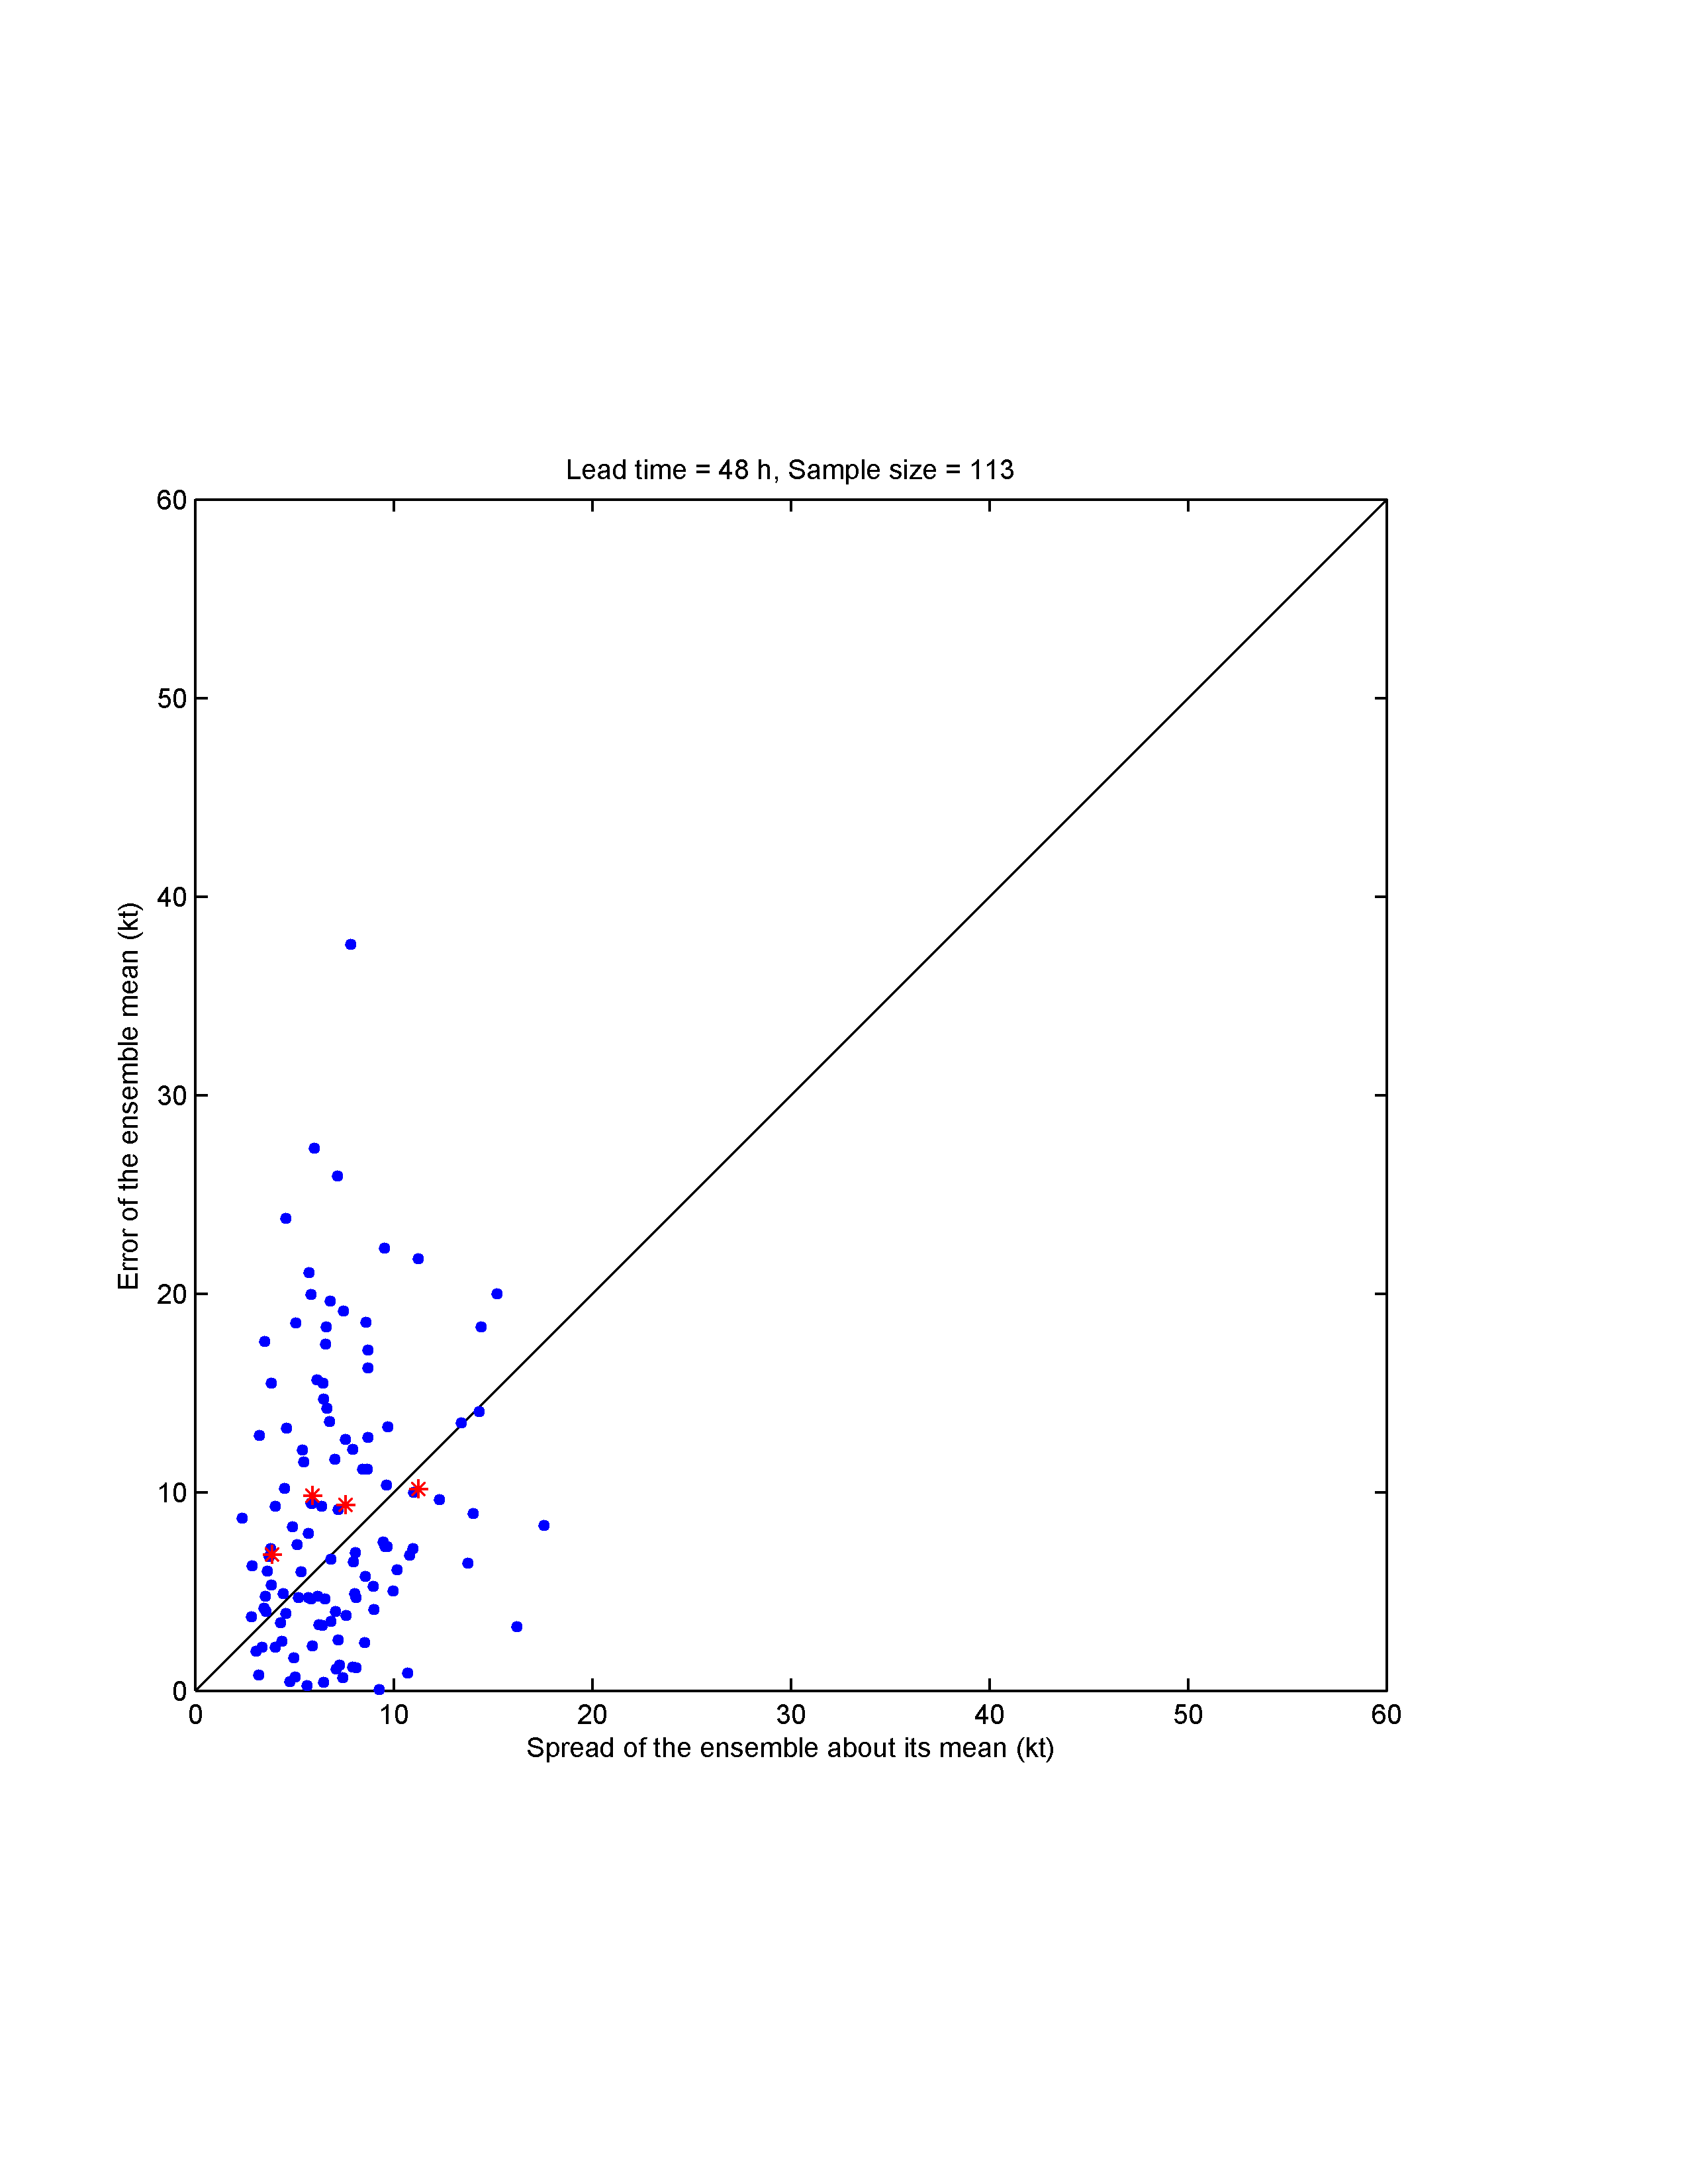 Lead time = 48 h, Sample size = 113
60
50
40
30
20
10
0
Error of the ensemble mean (kt)
0 10 20 30 40 50 60
Spread of the ensemble about its mean (kt)